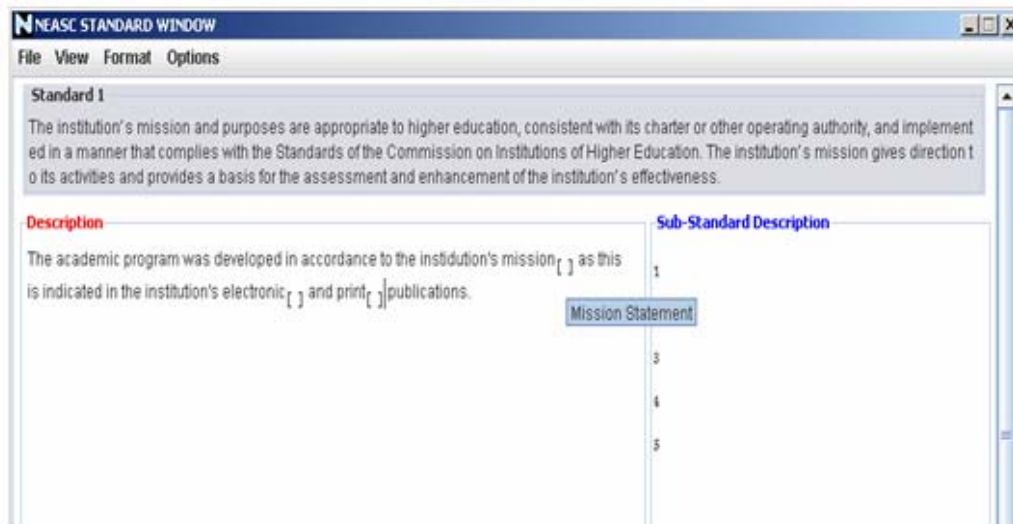 NEASC STANDARD WINDOW
File View Format Options
Standard 1
The institution's mission and purposes are appropriate to higher education, consistent with its charter or other operating authority, and implement
ed in a manner that complies with the Standards of the Commission on Institutions of Higher Education. The institution's mission gives direction t
o its activities and provides a basis for the assessment and enhancement of the institution's effectiveness.
Description
The academic program was developed in accordance to the instidution's mission[ ] as this
is indicated in the institution's electronic[ ] and print[ ] publications.
Sub-Standard Description
1
Mission Statement
3
4
5